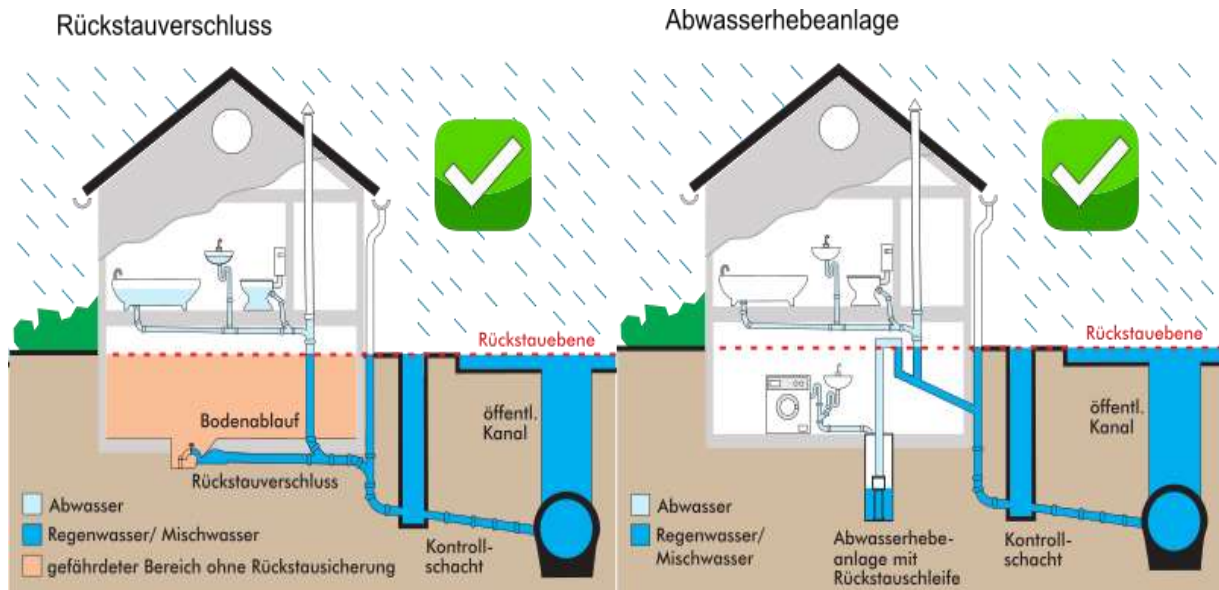 Rückstauverschluss
Rückstauebene
Bodenablauf
öffentl.
Kanal
Rückstauverschluss
Abwasser
Regenwasser/ Mischwasser
gefährdeter Bereich ohne Rückstausicherung
Kontroll-
schacht
Abwasserhebeanlage
Rückstauebene
öffentl.
Kanal
Abwasser
Regenwasser/
Mischwasser
Abwasserhebe-
anlage mit
Rückstauschleife
Kontroll-
schacht